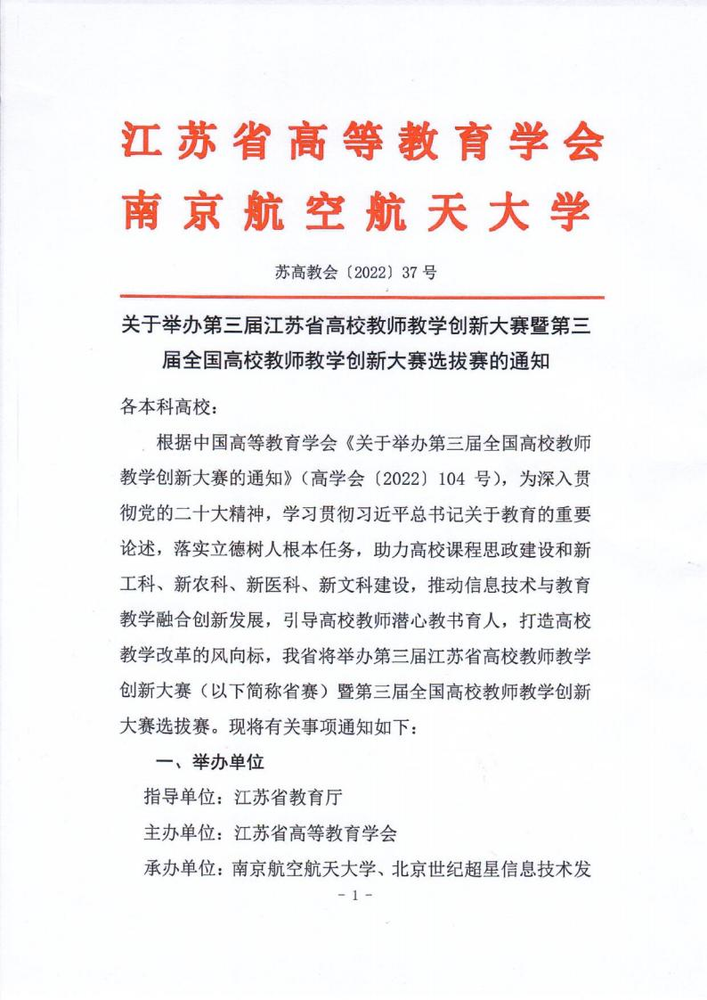 江苏省高等教育学会
南京航空航天大学
苏高教会〔2022〕37 号
关于举办第三届江苏省高校教师教学创新大赛暨第三
届全国高校教师教学创新大赛选拔赛的通知
各本科高校：
根据中国高等教育学会《关于举办第三届全国高校教师
教学创新大赛的通知》（高学会〔2022〕104 号），为深入贯
彻党的二十大精神，学习贯彻习近平总书记关于教育的重要
论述，落实立德树人根本任务，助力高校课程思政建设和新
工科、新农科、新医科、新文科建设，推动信息技术与教育
教学融合创新发展，引导高校教师潜心教书育人，打造高校
教学改革的风向标，我省将举办第三届江苏省高校教师教学
创新大赛（以下简称省赛）暨第三届全国高校教师教学创新
大赛选拔赛。现将有关事项通知如下：
一、举办单位
指导单位：江苏省教育厅
主办单位：江苏省高等教育学会
承办单位：南京航空航天大学、北京世纪超星信息技术发
- 1 -